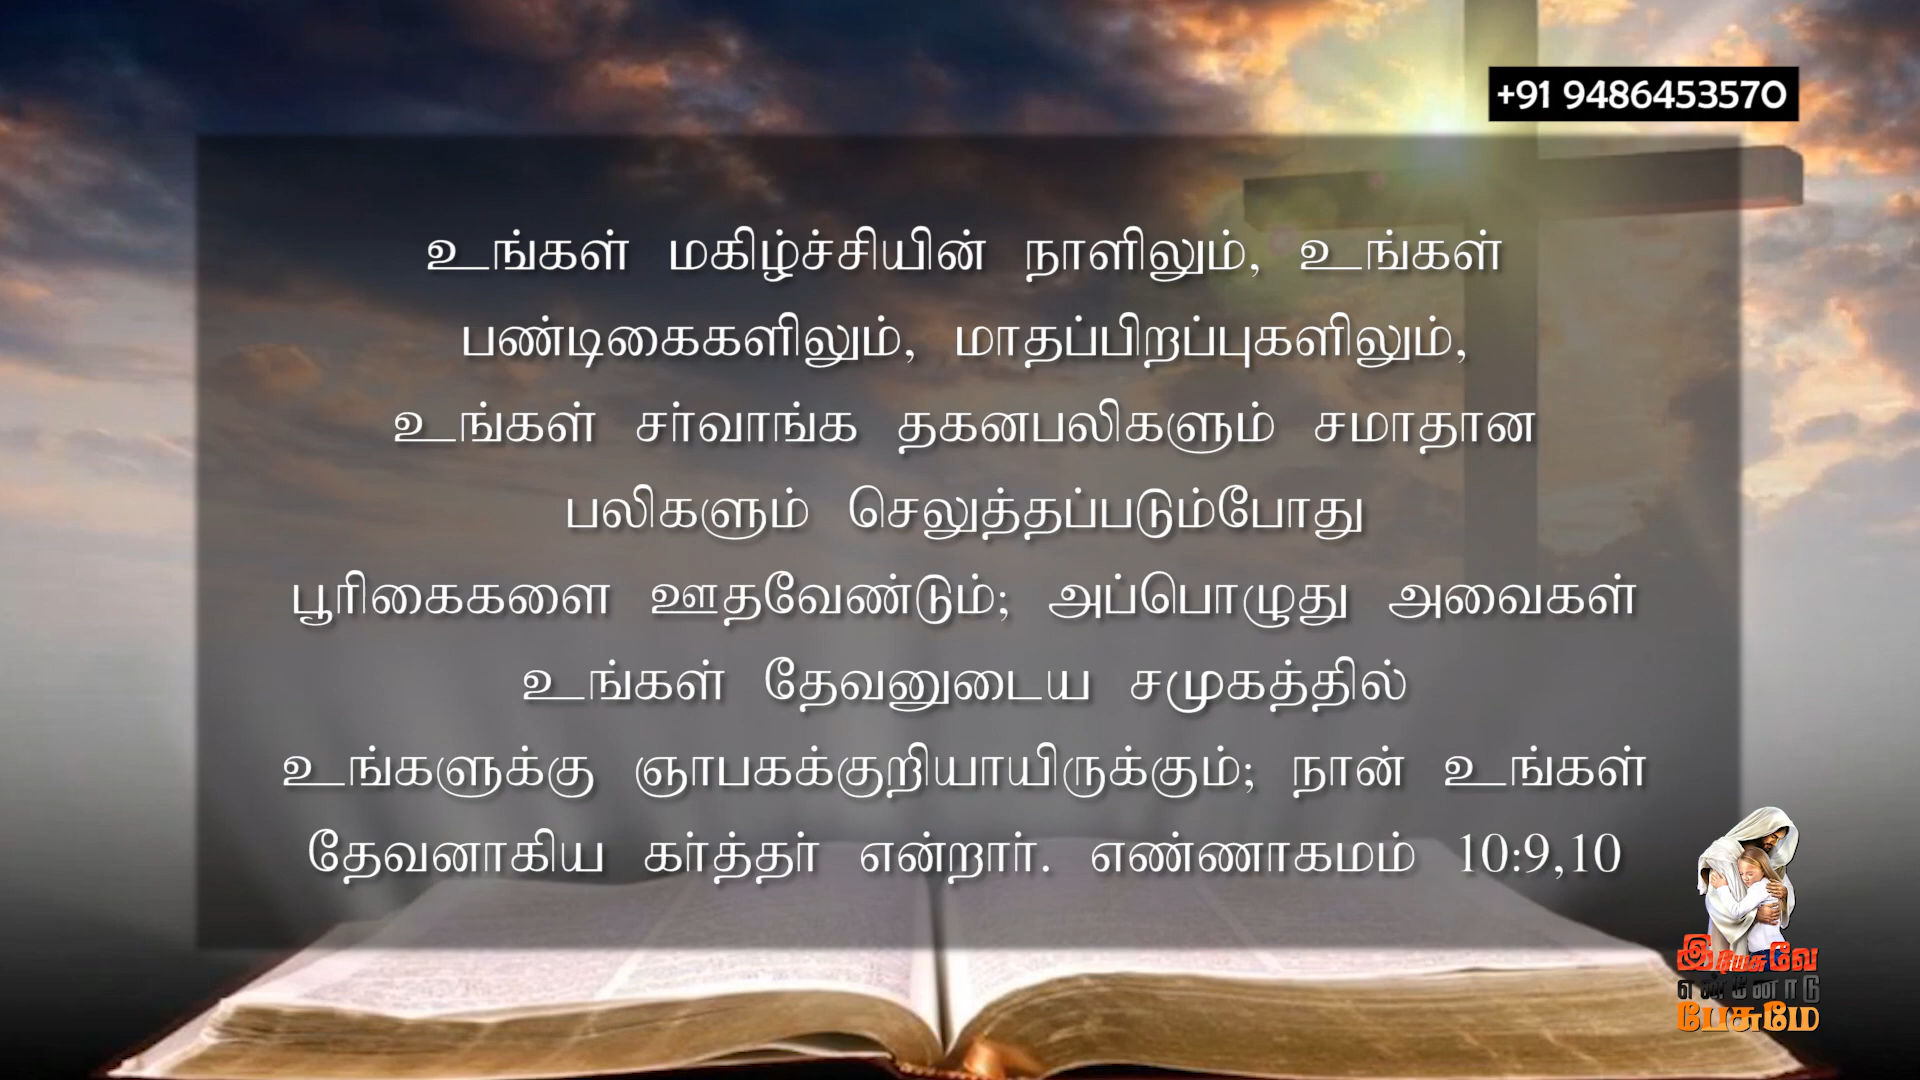 +91 9486453570
உங்கள் மகிழ்ச்சியின் நாளிலும், உங்கள்
பண்டிகைகளிலும், மாதப்பிறப்புகளிலும்,
உங்கள் சர்வாங்க தகனபலிகளும் சமாதான
பலிகளும் செலுத்தப்படும்போது
பூரிகைகளை ஊதவேண்டும்; அப்பொழுது அவைகள்
உங்கள் தேவனுடைய சமுகத்தில்
உங்களுக்கு ஞாபகக்குறியாயிருக்கும்; நான் உங்கள்
தேவனாகிய கர்த்தர் என்றார். எண்ணாகமம் 10:9,10
இயேசுவே
என்னோடு
பேசுமே